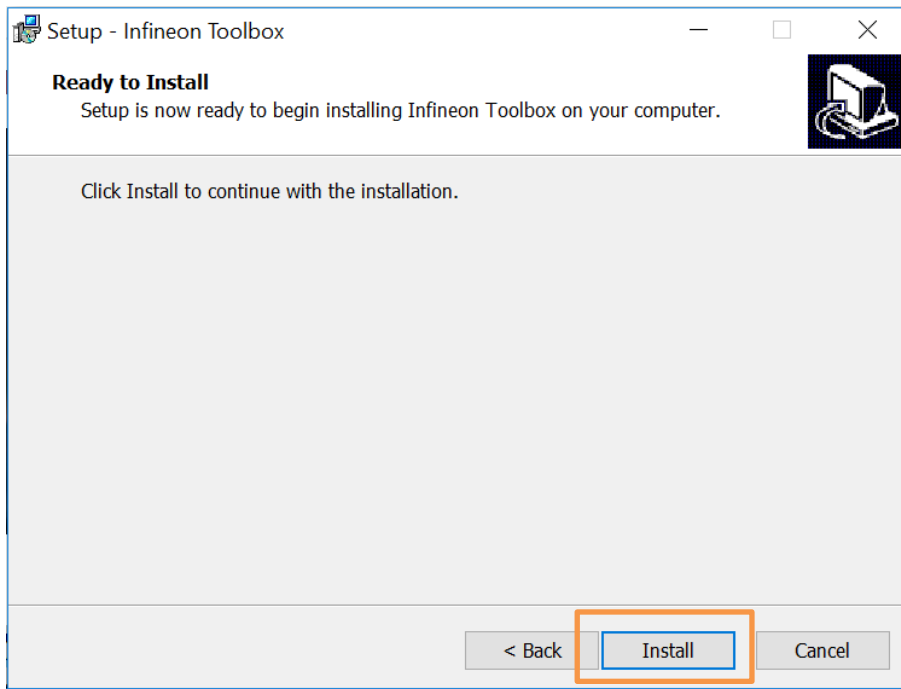 Setup - Infineon Toolbox
Ready to Install
Setup is now ready to begin installing Infineon Toolbox on your computer.
Click Install to continue with the installation.
< Back
Install
Cancel